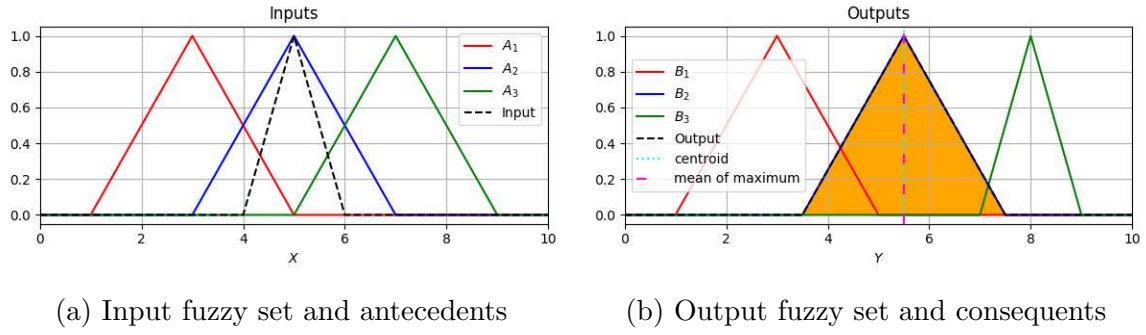 Inputs
1.0
0.8
0.6
0.4
0.2
0.0
0 2 4 6 8 10
X
A1
A2
A3
Input
(a) Input fuzzy set and antecedents
Outputs
1.0
0.8
0.6
0.4
0.2
0.0
0 2 4 6 8 10
Y
B1
B2
B3
Output
centroid
mean of maximum
(b) Output fuzzy set and consequents